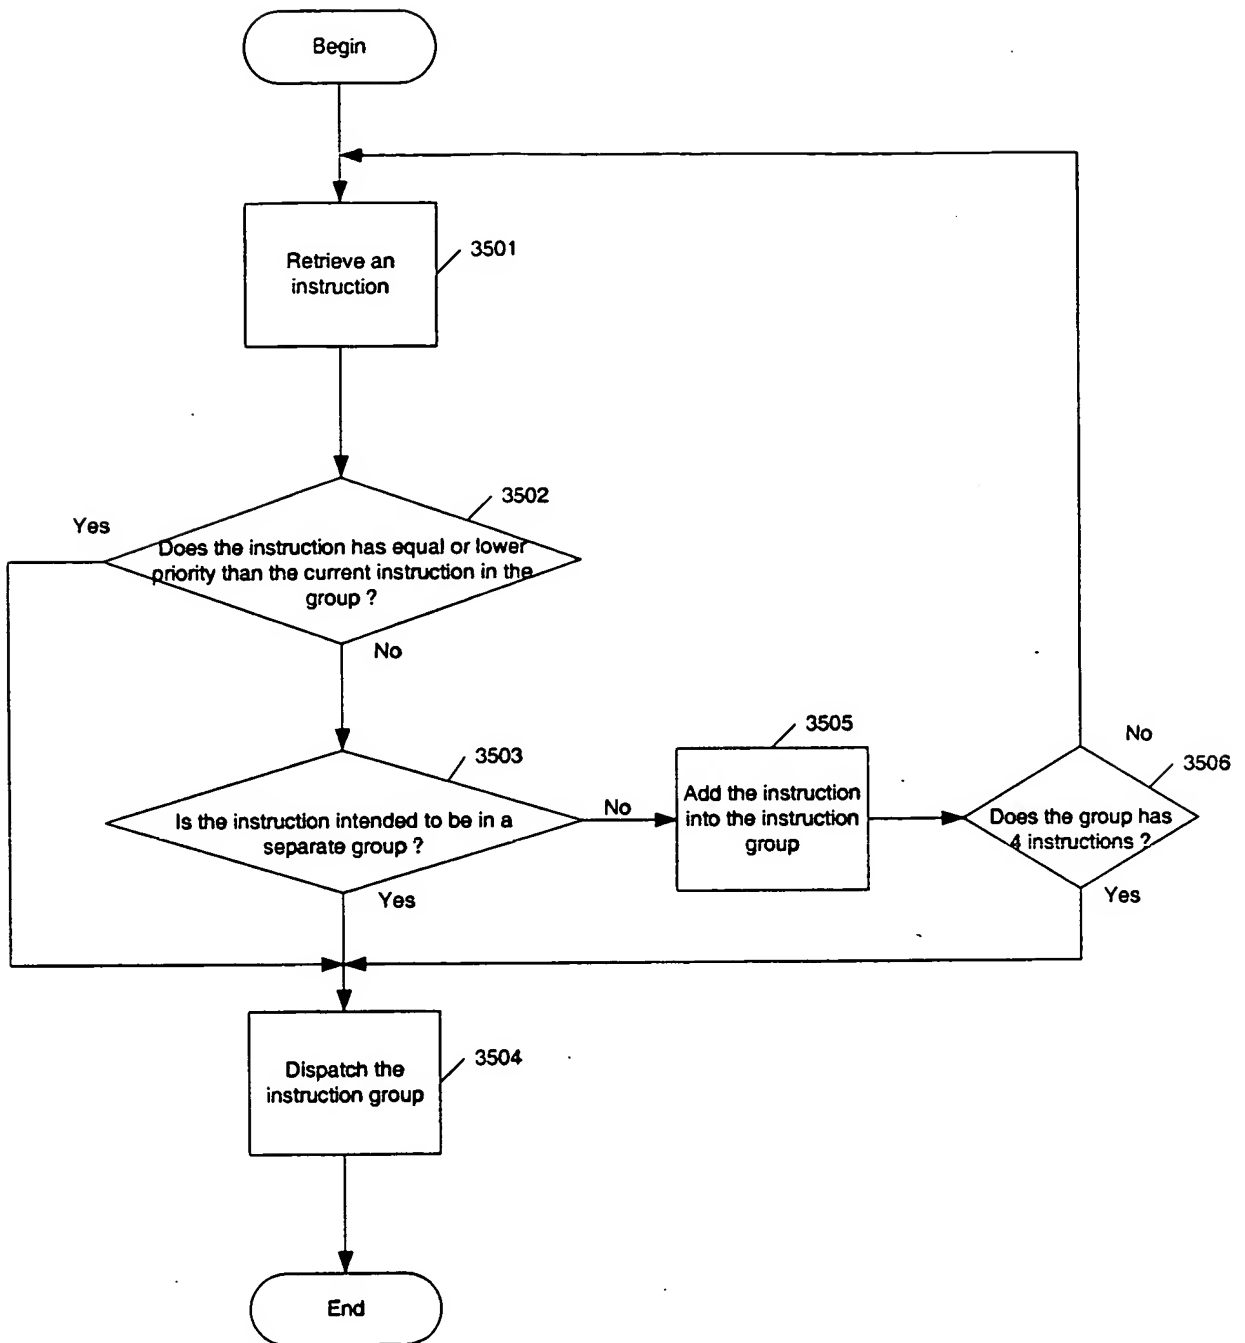 Begin
Retrieve an
instruction
3501
3502
Yes
Does the instruction has equal or lower
priority than the current instruction in the
group ?
No
3503
Is the instruction intended to be in a
separate group ?
No
Yes
3505
Add the instruction
into the instruction
group
No
3506
Does the group has
4 instructions ?
Yes
Dispatch the
instruction group
3504
End